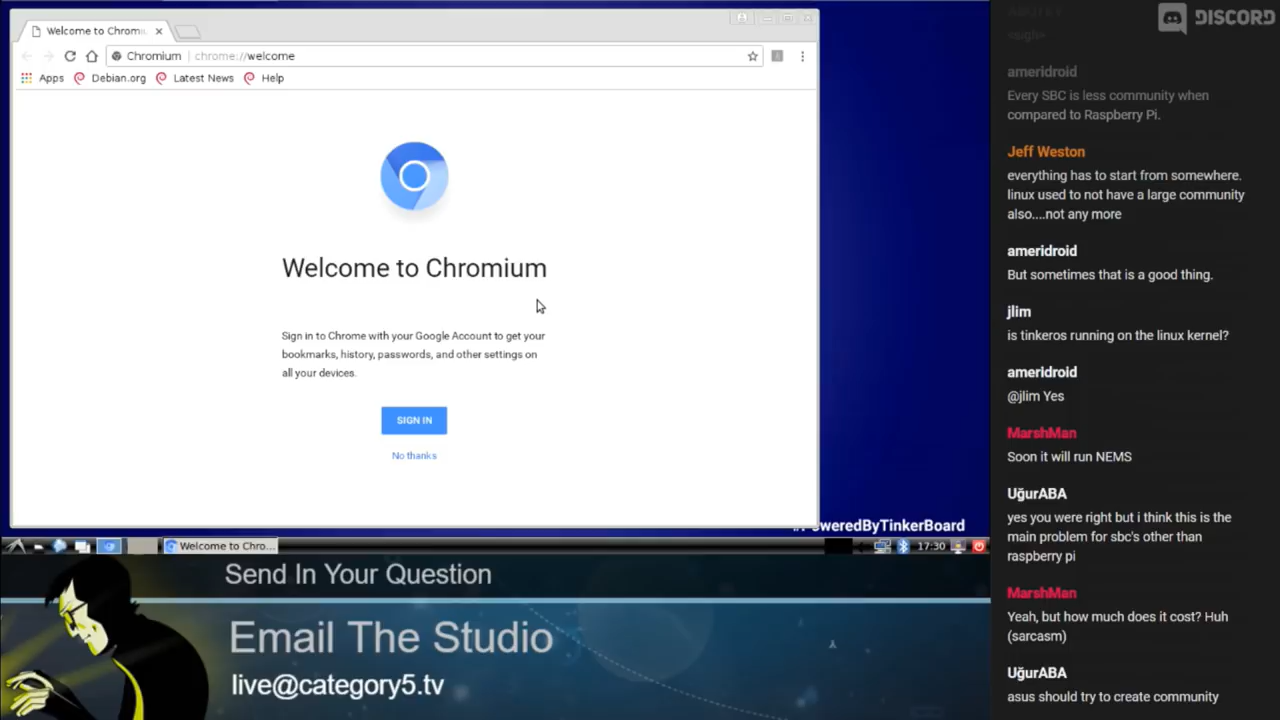 Welcome to Chromiu
Chromium | chrome://welcome
Apps Debian.org Latest News Help
Welcome to Chromium
Sign in to Chrome with your Google Account to get your
bookmarks, history, passwords, and other settings on
all your devices.
SIGN IN
No thanks
PoweredByTinkerBoard
Welcome to Chro...
17:30
Send In Your Question
Email The Studio
live@category5.tv
DISCORD
<sigh>
ameridroid
Every SBC is less community when
compared to Raspberry Pi.
Jeff Weston
everything has to start from somewhere.
linux used to not have a large community
also....not any more
ameridroid
But sometimes that is a good thing.
jlim
is tinkeros running on the linux kernel?
ameridroid
@jlim Yes
MarshMan
Soon it will run NEMS
UğurABA
yes you were right but i think this is the
main problem for sbc's other than
raspberry pi
MarshMan
Yeah, but how much does it cost? Huh
(sarcasm)
UğurABA
asus should try to create community